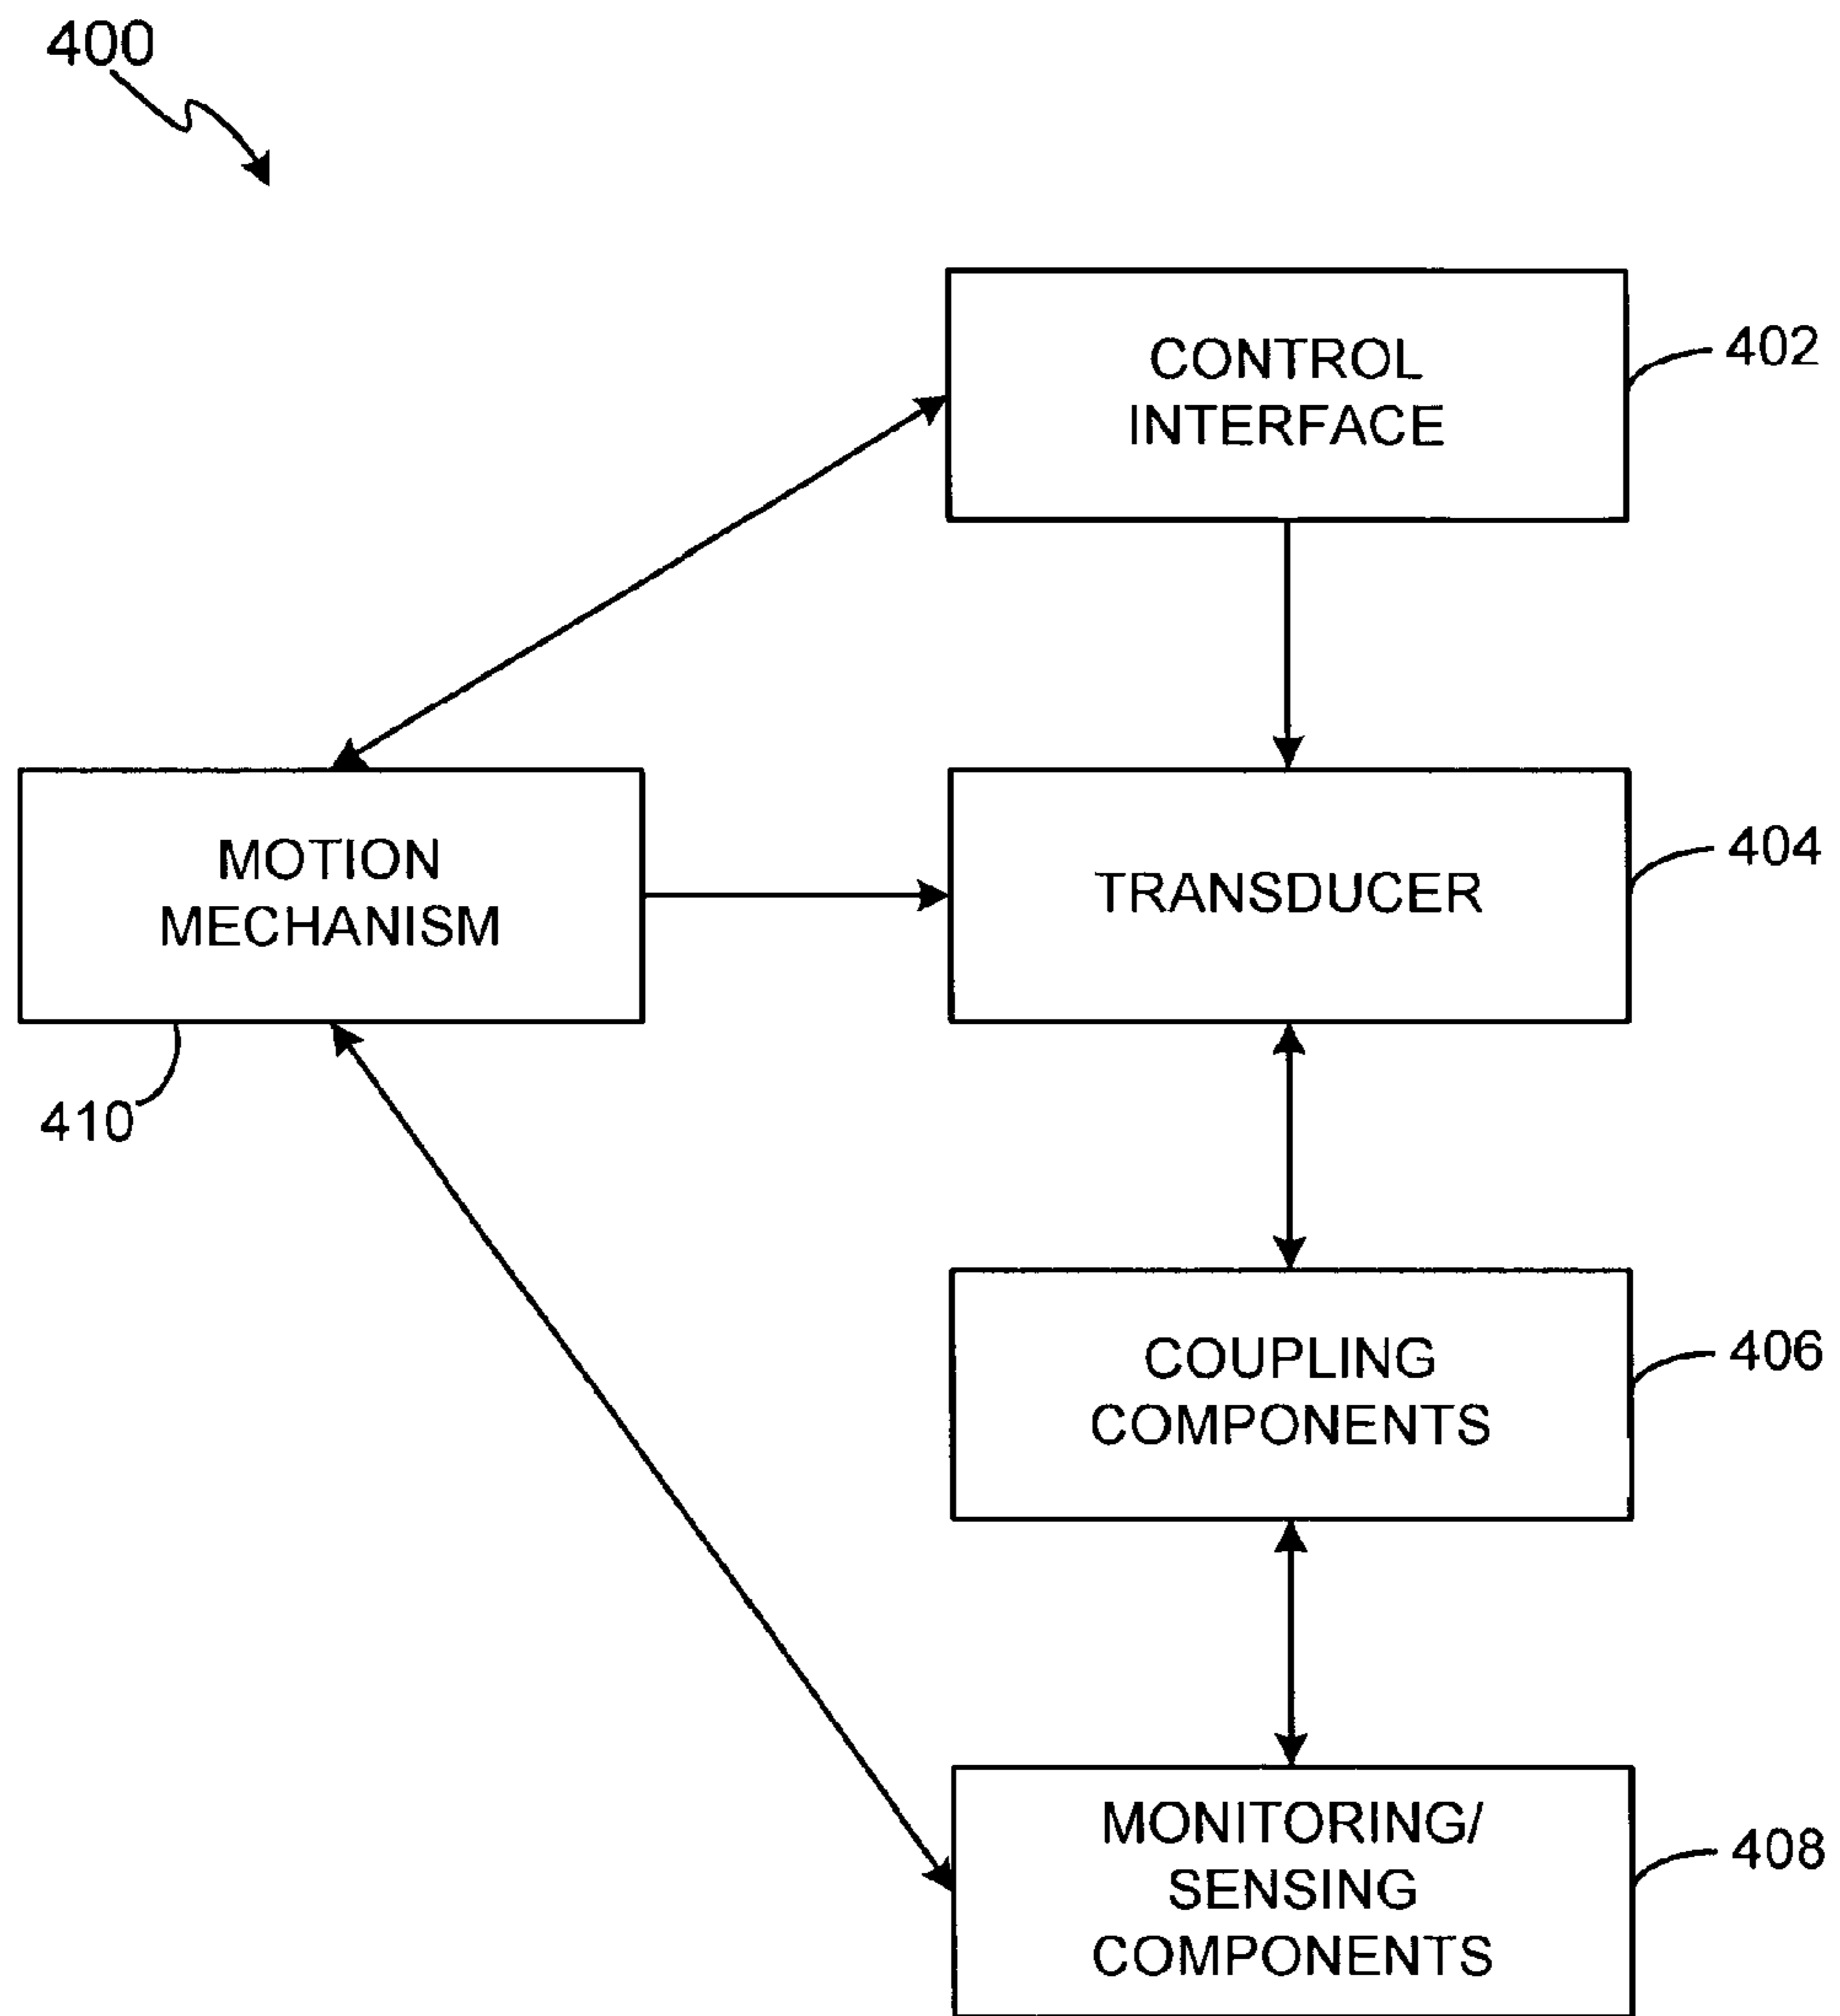 400
CONTROL
INTERFACE
402
MOTION
MECHANISM
410
TRANSDUCER
404
COUPLING
COMPONENTS
406
MONITORING/
SENSING
COMPONENTS
408